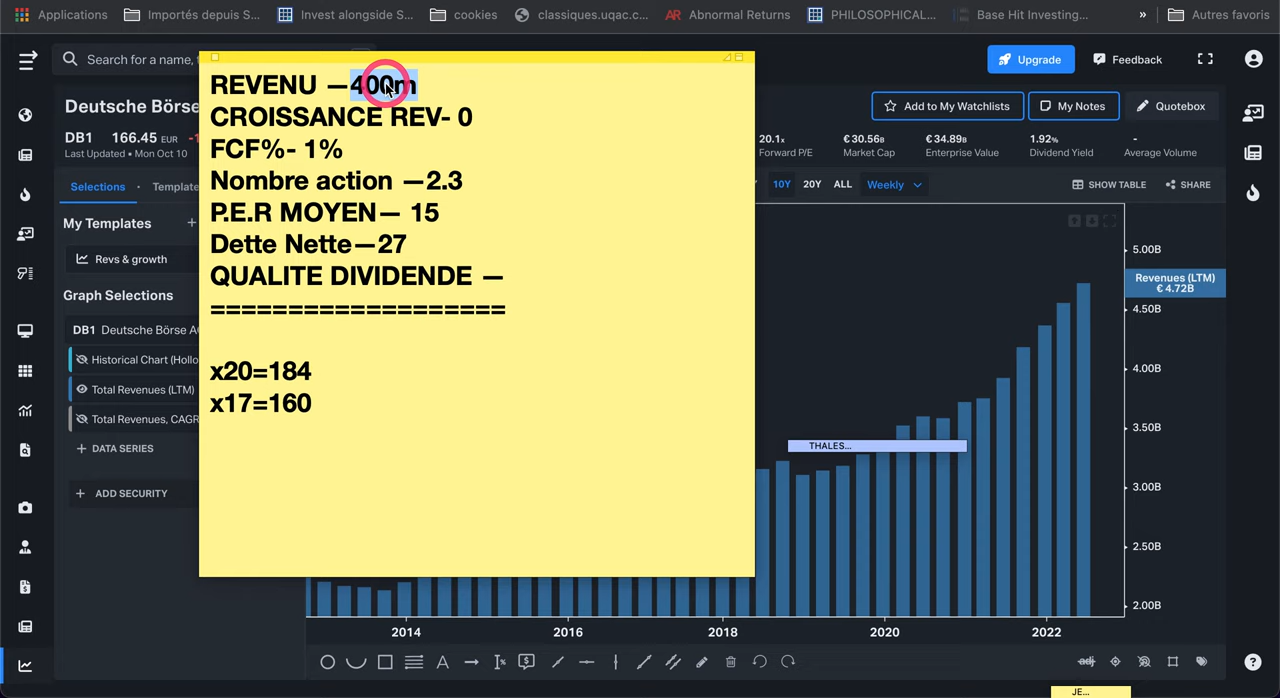 Applications
Importés depuis S...
Invest alongside S...
cookies
classiques.uqac.c...
AR Abnormal Returns
PHILOSOPHICAL...
Base Hit Investing...
»
Autres favoris
Search for a name,
Upgrade
Feedback
REVENU —400m
CROISSANCE REV- 0
FCF%- 1%
Nombre action —2.3
P.E.R MOYEN— 15
Dette Nette—27
QUALITE DIVIDENDE —
===================
x20=184
x17=160
Deutsche Börse
DB1 166.45 EUR -1
Last Updated • Mon Oct 10
Add to My Watchlists
My Notes
Quotebox
20.1x
Forward P/E
€ 30.56B
Market Cap
€ 34.89B
Enterprise Value
1.92%
Dividend Yield
-
Average Volume
Selections • Template
10Y 20Y ALL Weekly
SHOW TABLE
SHARE
My Templates +
Revs & growth
Graph Selections
DB1 Deutsche Börse A
Historical Chart (Hollo
Total Revenues (LTM)
Total Revenues, CAGR
+ DATA SERIES
+ ADD SECURITY
5.00B
Revenues (LTM)
€ 4.72B
4.50B
4.00B
3.50B
3.00B
2.50B
2.00B
THALES...
2014 2016 2018 2020 2022
A
adj
JE...